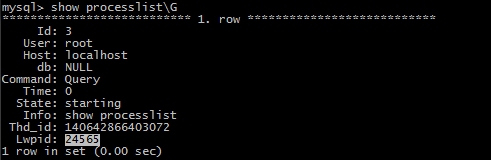 mysql> show processlist\G
*************************** 1. row ***************************
Id: 3
User: root
Host: localhost
db: NULL
Command: Query
Time: 0
State: starting
Info: show processlist
Thd_id: 140642866403072
Lwpid: 24565
1 row in set (0.00 sec)